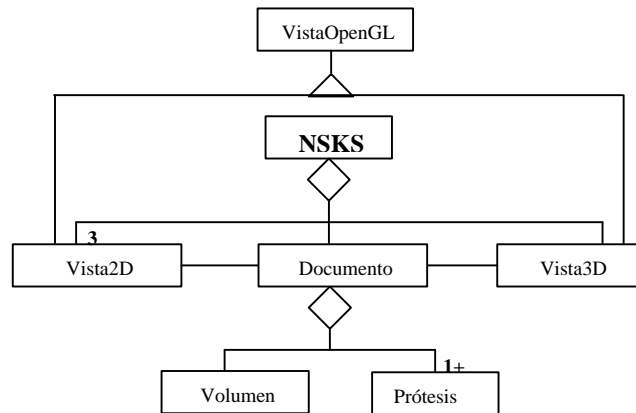 VistaOpenGL
NSKS
3
Vista2D
Documento
Vista3D
1+
Volumen
Prótesis